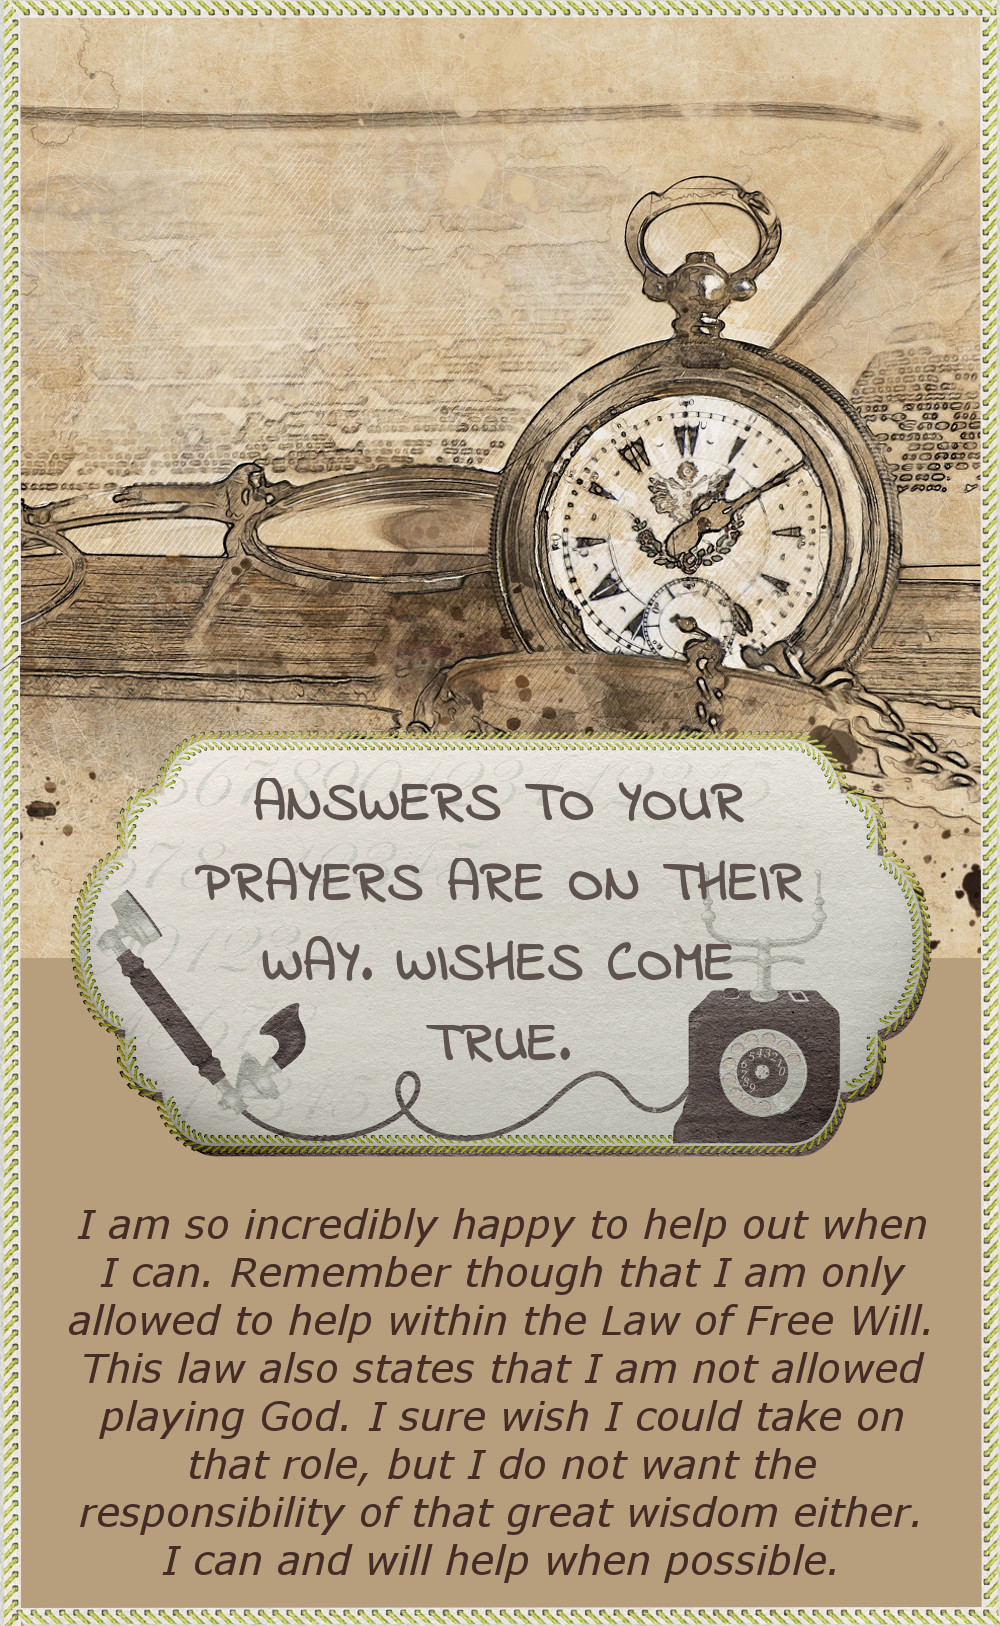 ANSWERS TO YOUR
PRAYERS ARE ON THEIR
WAY. WISHES COME
TRUE.
I am so incredibly happy to help out when
I can. Remember though that I am only
allowed to help within the Law of Free Will.
This law also states that I am not allowed
playing God. I sure wish I could take on
that role, but I do not want the
responsibility of that great wisdom either.
I can and will help when possible.